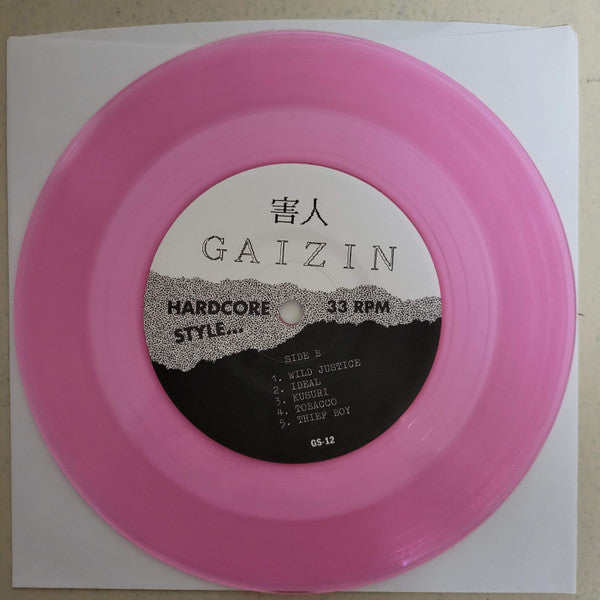 害人
GAIZIN
HARDCORE 33 RPM
STYLE...
SIDE B
1. WILD JUSTICE
2. IDEAL
3. KUSURI
4. TOBACCO
5. THIEF BOY
GS-12